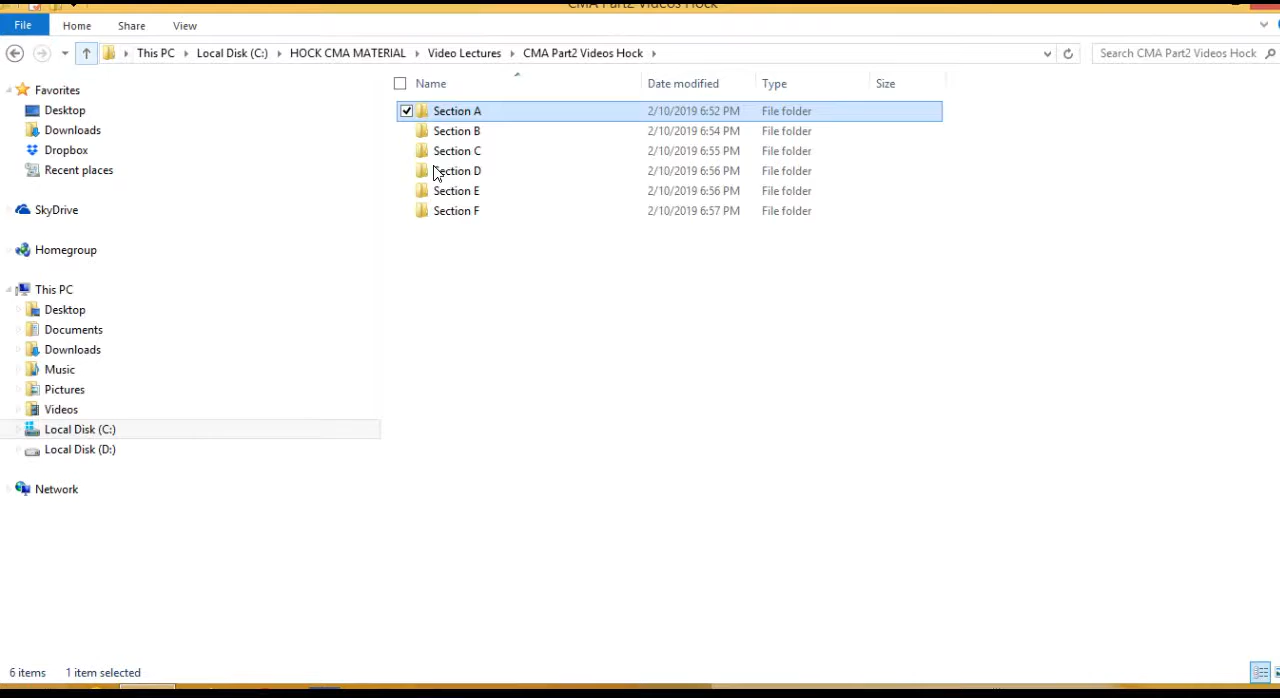 CMA Part2 Videos Hock
File Home Share View
This PC Local Disk (C:) HOCK CMA MATERIAL Video Lectures CMA Part2 Videos Hock Search CMA Part2 Videos Hock
Name Date modified Type Size
Section A 2/10/2019 6:52 PM File folder
Section B 2/10/2019 6:54 PM File folder
Section C 2/10/2019 6:55 PM File folder
Section D 2/10/2019 6:56 PM File folder
Section E 2/10/2019 6:56 PM File folder
Section F 2/10/2019 6:57 PM File folder
Favorites
Desktop
Downloads
Dropbox
Recent places
SkyDrive
Homegroup
This PC
Desktop
Documents
Downloads
Music
Pictures
Videos
Local Disk (C:)
Local Disk (D:)
Network
6 items 1 item selected